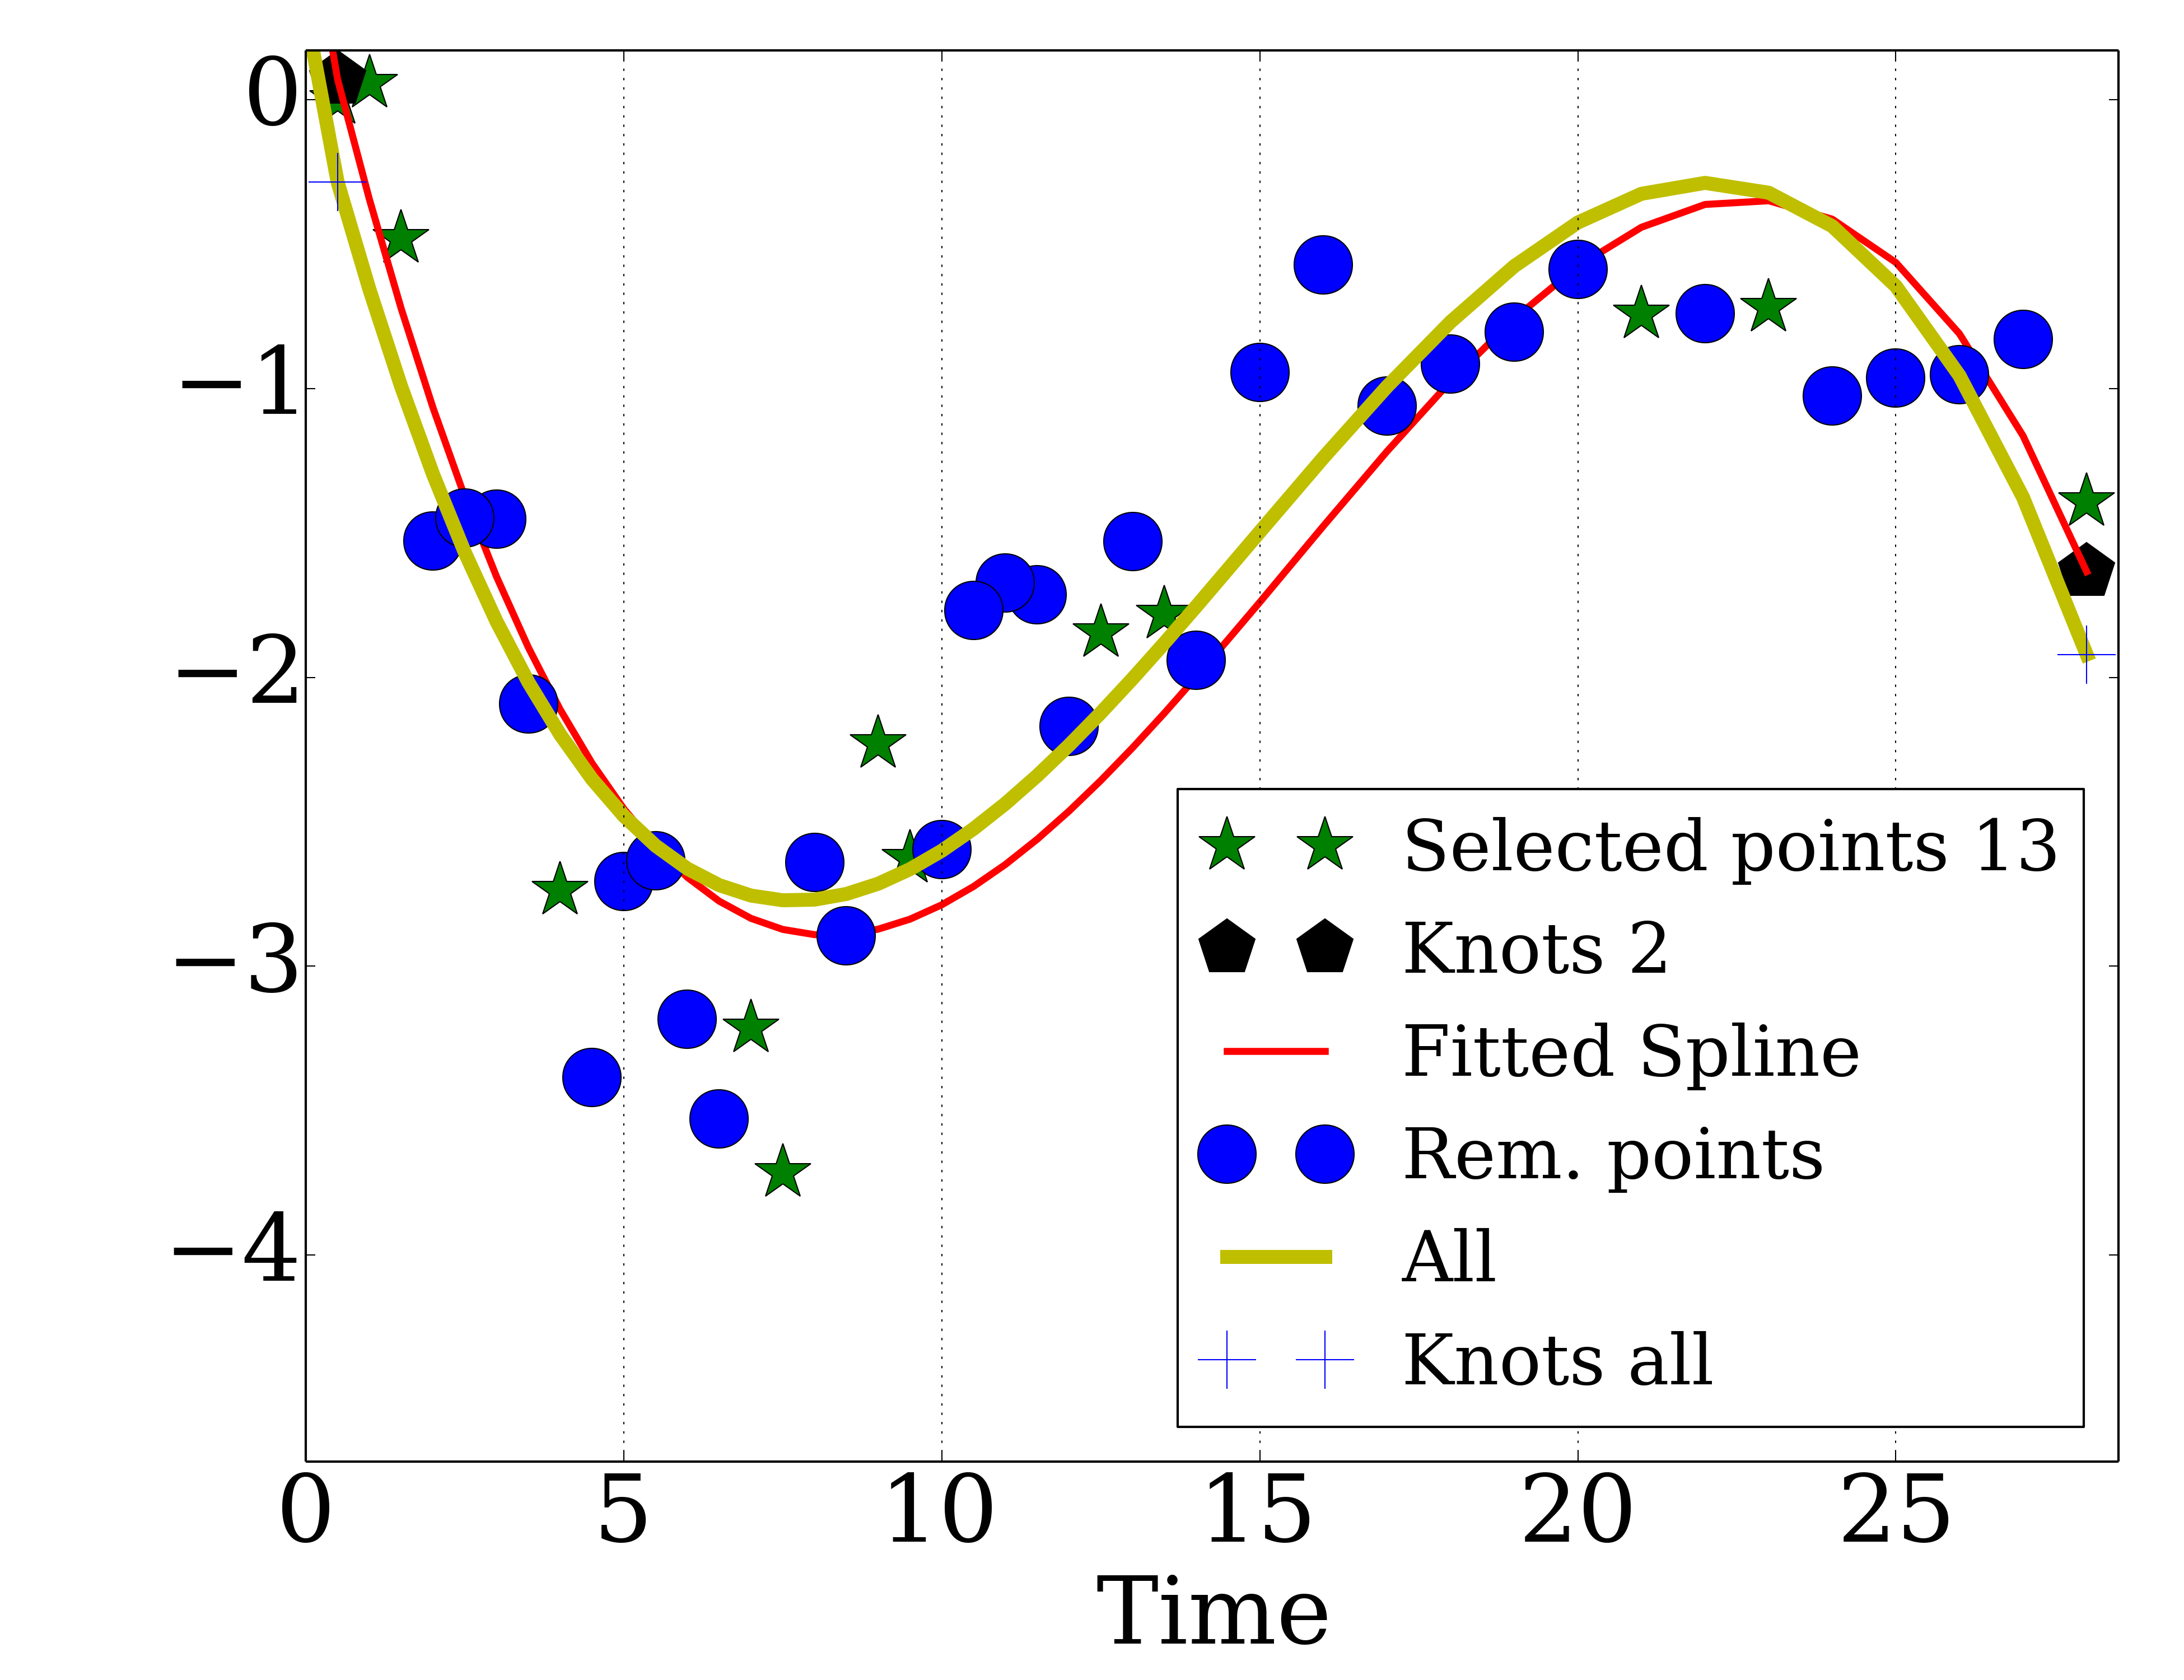 0
−1
−2
−3
−4
Selected points 13
Knots 2
Fitted Spline
Rem. points
All
Knots all
0 5 10 15 20 25
Time